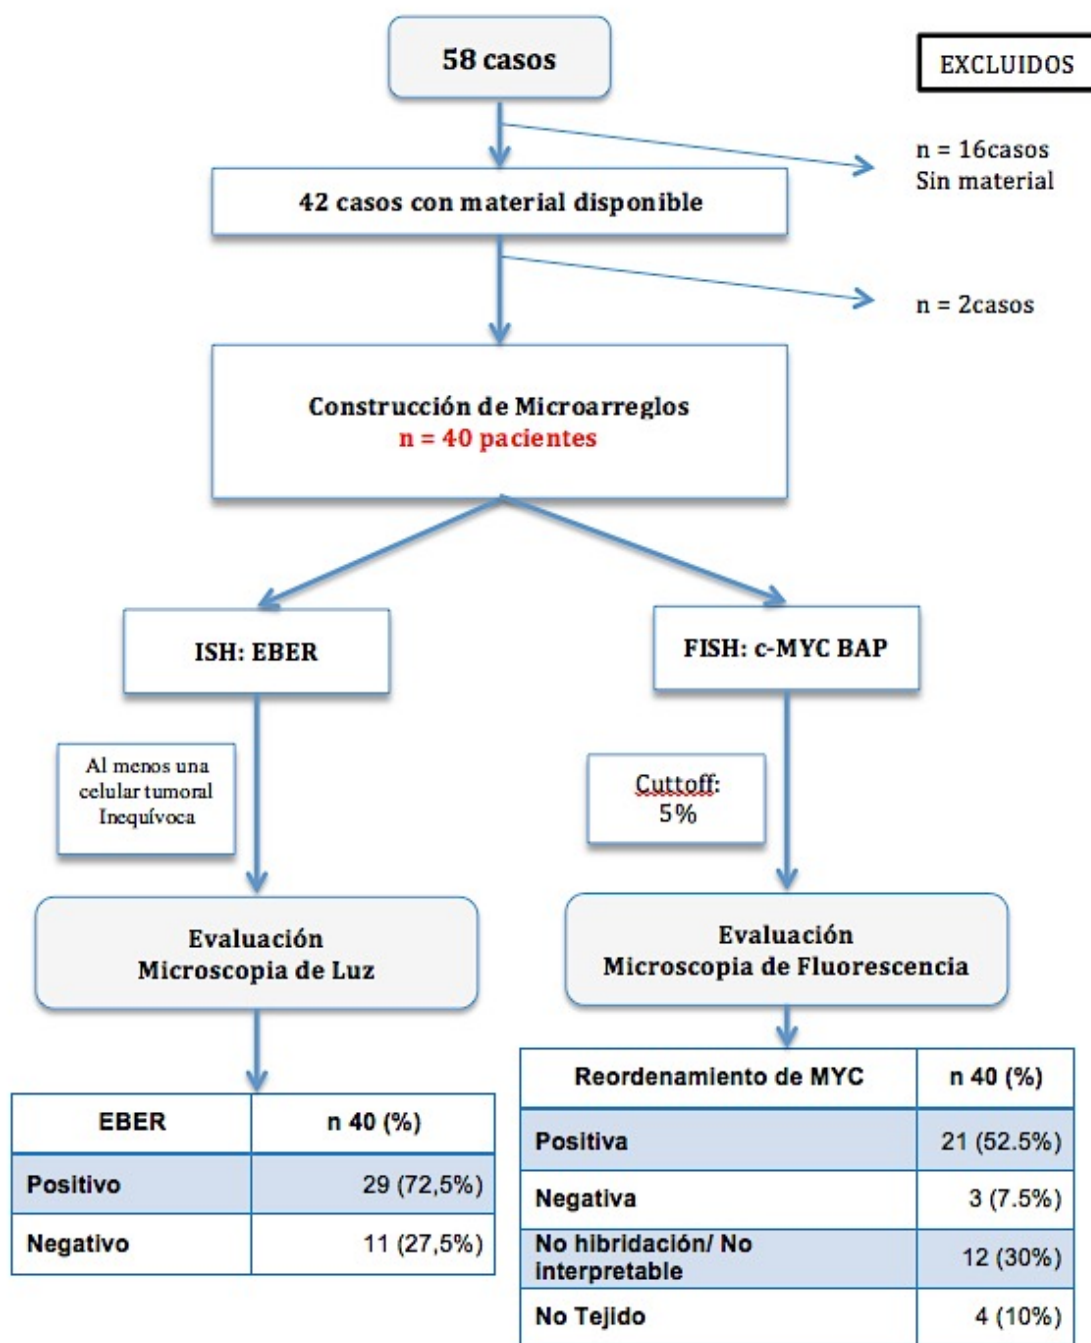 58 casos
EXCLUIDOS
n = 16casos
Sin material
42 casos con material disponible
n = 2casos
Construcción de Microarreglos
n = 40 pacientes
ISH: EBER
FISH: c-MYC BAP
Al menos una
celular tumoral
Inequívoca
Cuttoff:
5%
Evaluación
Microscopia de Luz
Evaluación
Microscopia de Fluorescencia
EBER n 40 (%)
Positivo 29 (72,5%)
Negativo 11 (27,5%)
Reordenamiento de MYC n 40 (%)
Positiva 21 (52.5%)
Negativa 3 (7.5%)
No hibridación/ No
interpretable 12 (30%)
No Tejido 4 (10%)